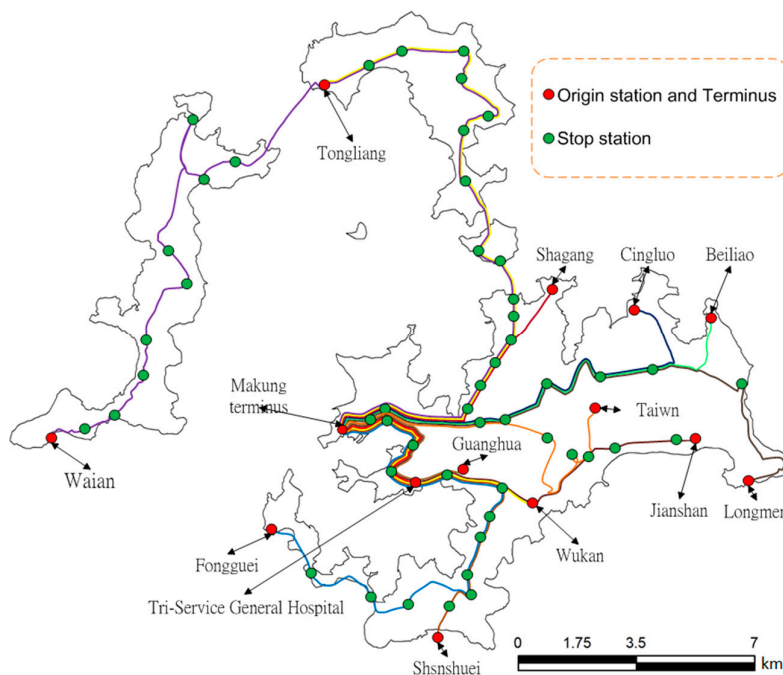 Origin station and Terminus
Stop station
Tongliang
Shagang
Cingluo
Beiliao
Makung
terminus
Taiwn
Guanghua
Waian
Jianshan
Longmen
Wukan
Fongguei
Tri-Service General Hospital
Shsnshuei
0 1.75 3.5 7
km